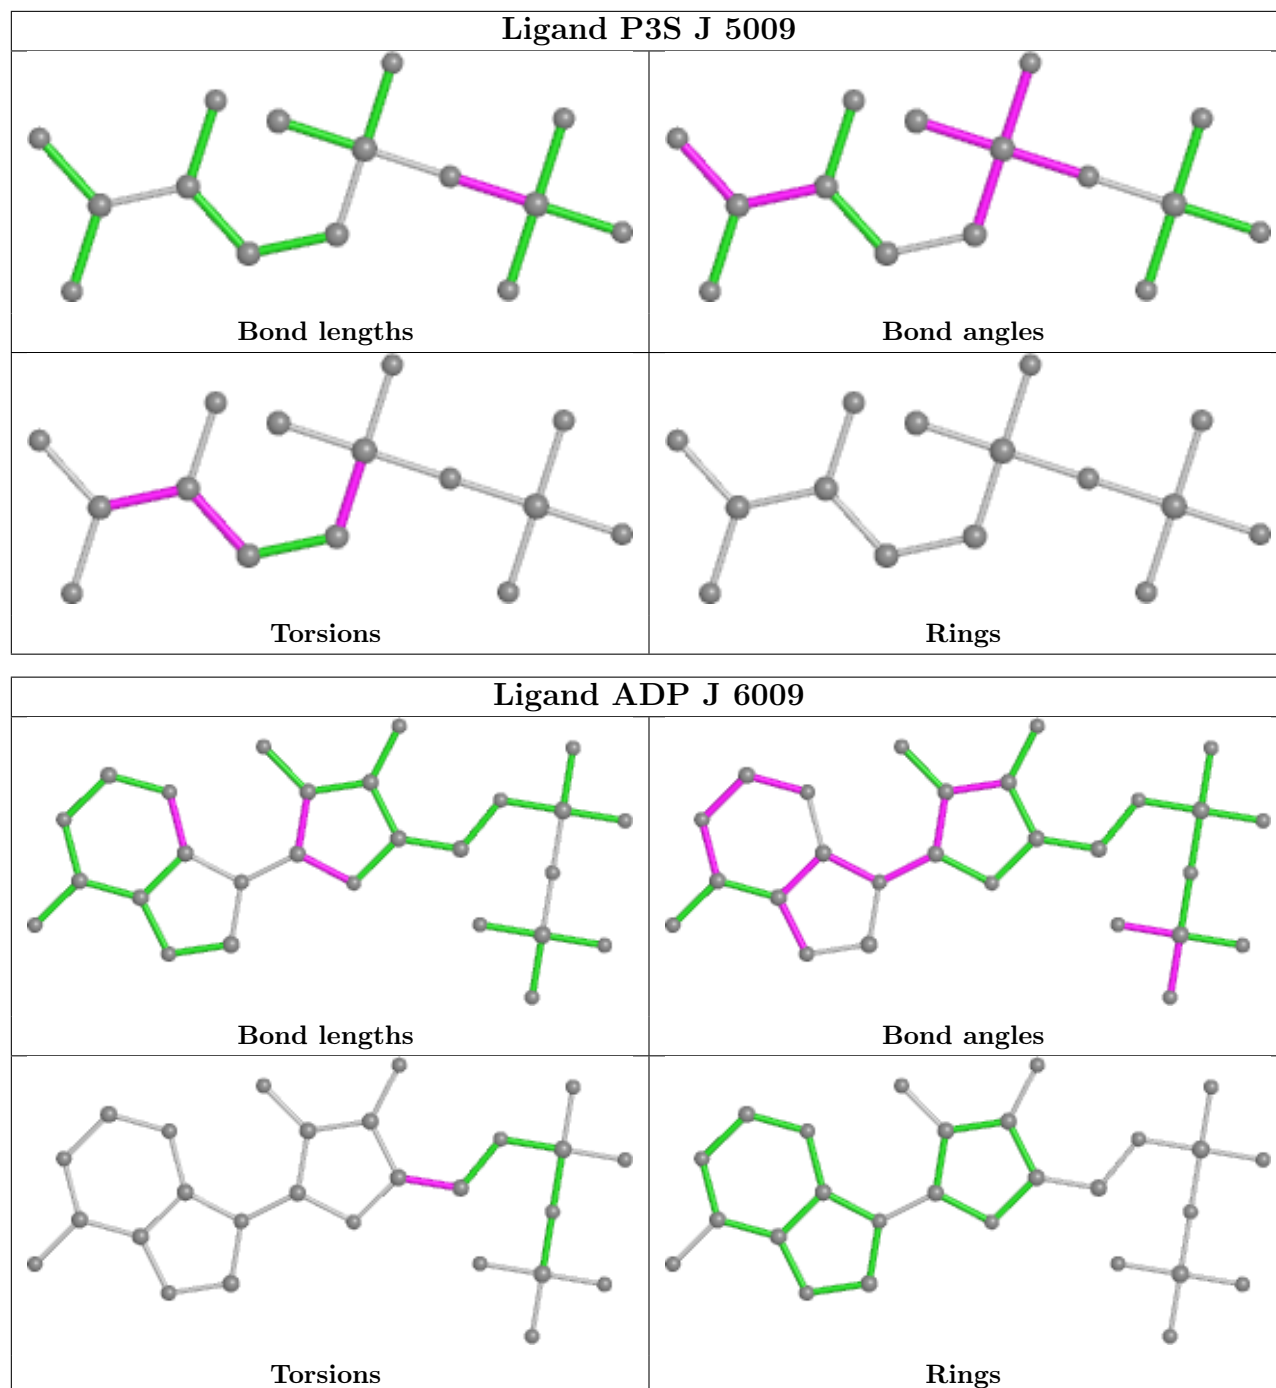 Ligand P3S J 5009
Bond lengths
Bond angles
Torsions
Rings
Ligand ADP J 6009
Bond lengths
Bond angles
Torsions
Rings